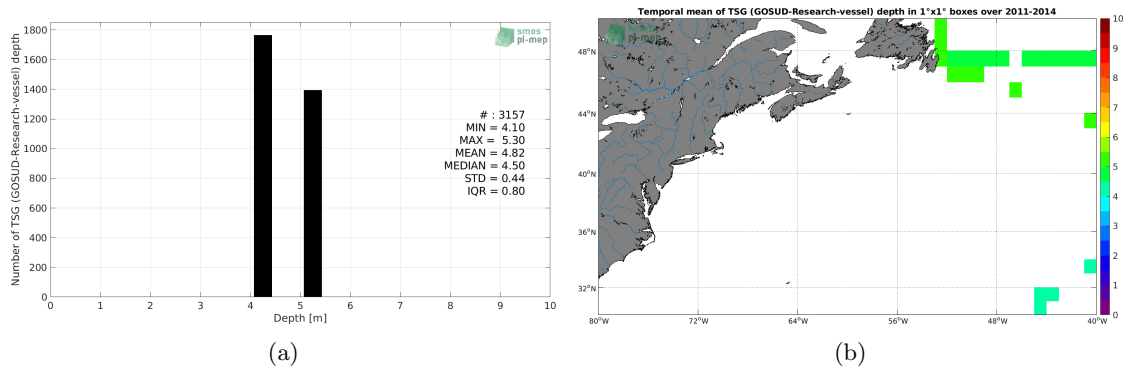 Number of TSG (GOSUD-Research-vessel) depth
1800
1600
1400
1200
1000
800
600
400
200
0
smos
pi-mep
# : 3157
MIN = 4.10
MAX = 5.30
MEAN = 4.82
MEDIAN = 4.50
STD = 0.44
IQR = 0.80
0 1 2 3 4 5 6 7 8 9 10
Depth [m]
(a)
Temporal mean of TSG (GOSUD-Research-vessel) depth in 1°x1° boxes over 2011-2014
smos
pi-mep
48°N
44°N
40°N
36°N
32°N
80°W 72°W 64°W 56°W 48°W 40°W
10
9
8
7
6
5
4
3
2
1
0
(b)